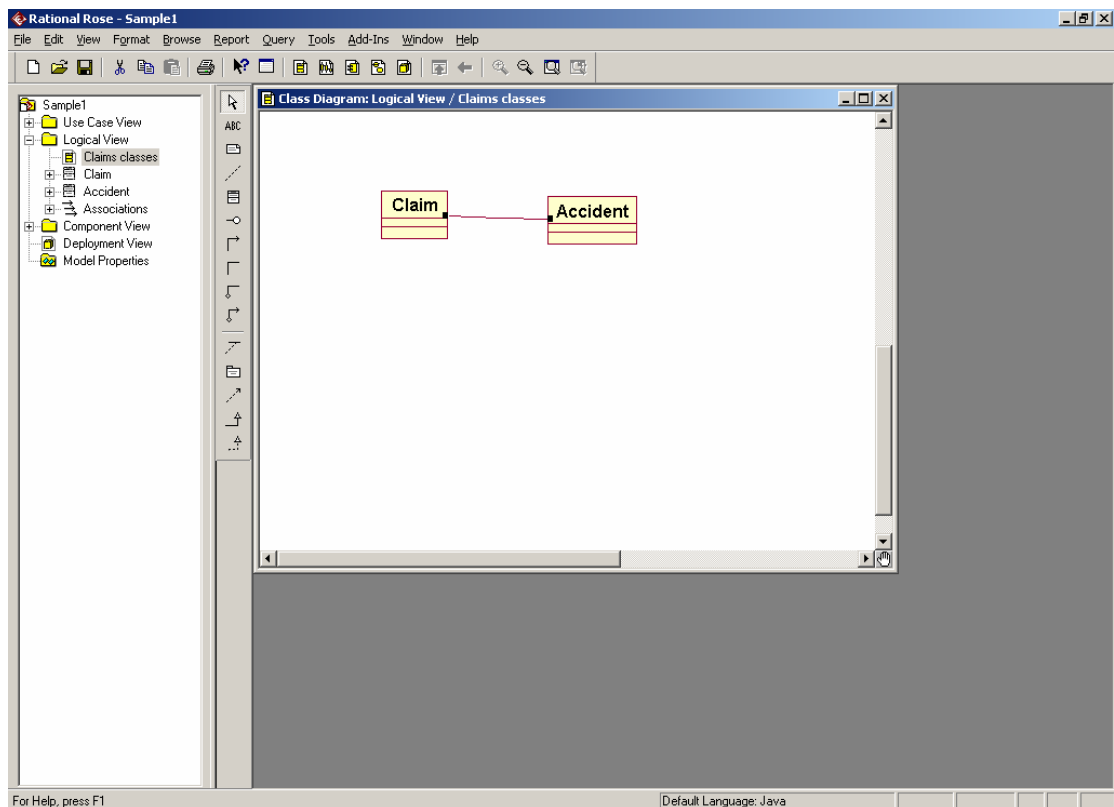 Rational Rose - Sample1
File Edit View Format Browse Report Query Tools Add-Ins Window Help
Sample1
Use Case View
Logical View
Claims classes
Claim
Accident
Associations
Component View
Deployment View
Model Properties
ABC
Class Diagram: Logical View / Claims classes
Claim
Accident
For Help, press F1
Default Language: Java